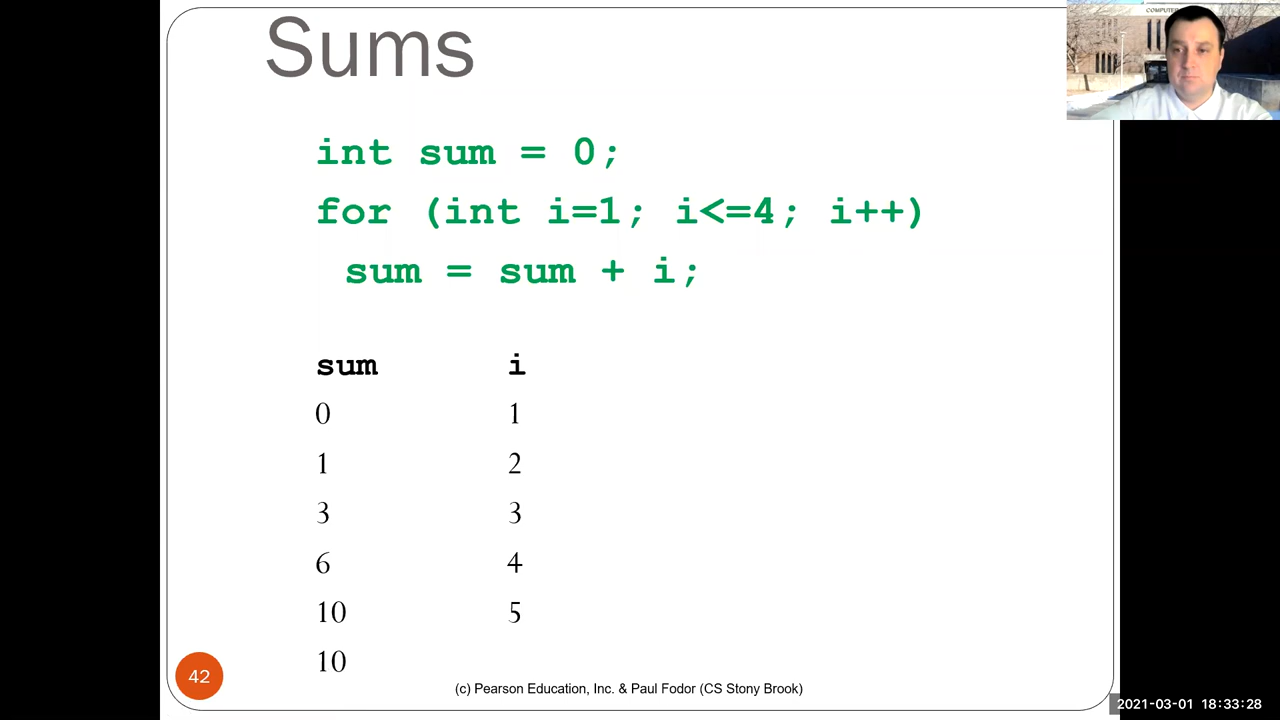 Sums
int sum = 0;
for (int i=1; i<=4; i++)
sum = sum + i;
sum i
0 1
1 2
3 3
6 4
10 5
10
42
(c) Pearson Education, Inc. & Paul Fodor (CS Stony Brook)
COMPUTE
2021-03-01 18:33:28